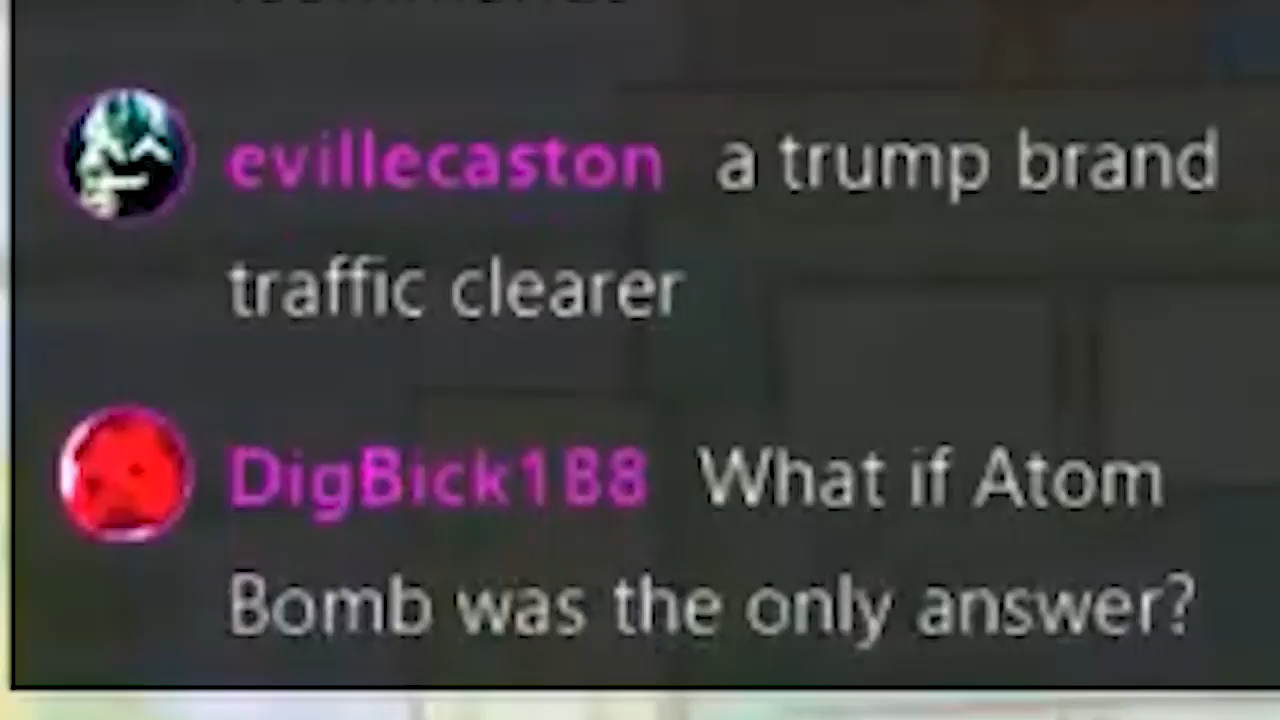 evillecaston a trump brand
traffic clearer
DigBick188 What if Atom
Bomb was the only answer?